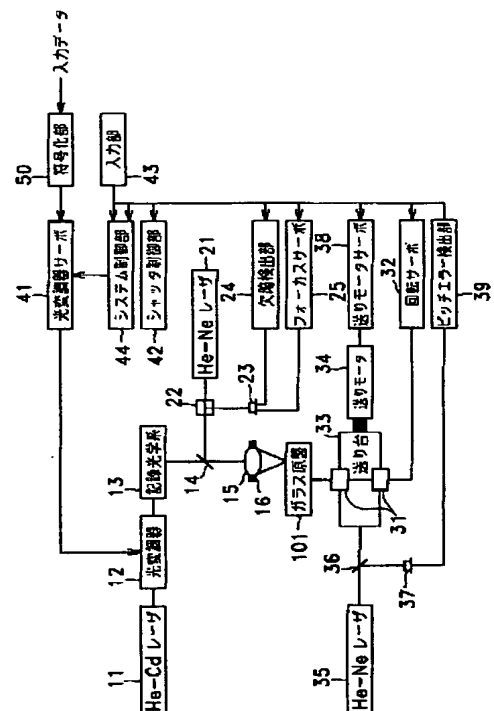 入力データ
50
符号化部
入力部
43
41
光変調器サーボ
システム制御部
44
シャッタ制御部
42
He-Neレーザ
21
24
欠陥検出部
フォーカスサーボ
25
送りモータサーボ
38
32
回転サーボ
ピッチエラー検出部
39
22
23
13
記録光学系
14
15
16
ガラス原盤
101
34
送りモータ
33
送り台
31
12
光変調器
11
He-Cdレーザ
36
37
35
He-Neレーザ